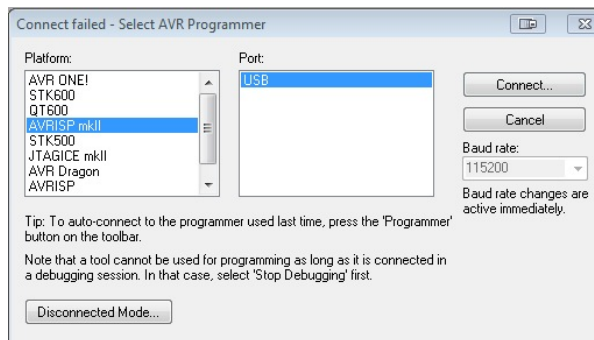 Connect failed - Select AVR Programmer
Platform:
Port:
AVR ONE!
STK600
QT600
AVRISP mkII
STK500
JTAGICE mkII
AVR Dragon
AVRISP
USB
Connect...
Cancel
Baud rate:
115200
Baud rate changes are
active immediately.
Tip: To auto-connect to the programmer used last time, press the 'Programmer'
button on the toolbar.
Note that a tool cannot be used for programming as long as it is connected in
a debugging session. In that case, select 'Stop Debugging' first.
Disconnected Mode...